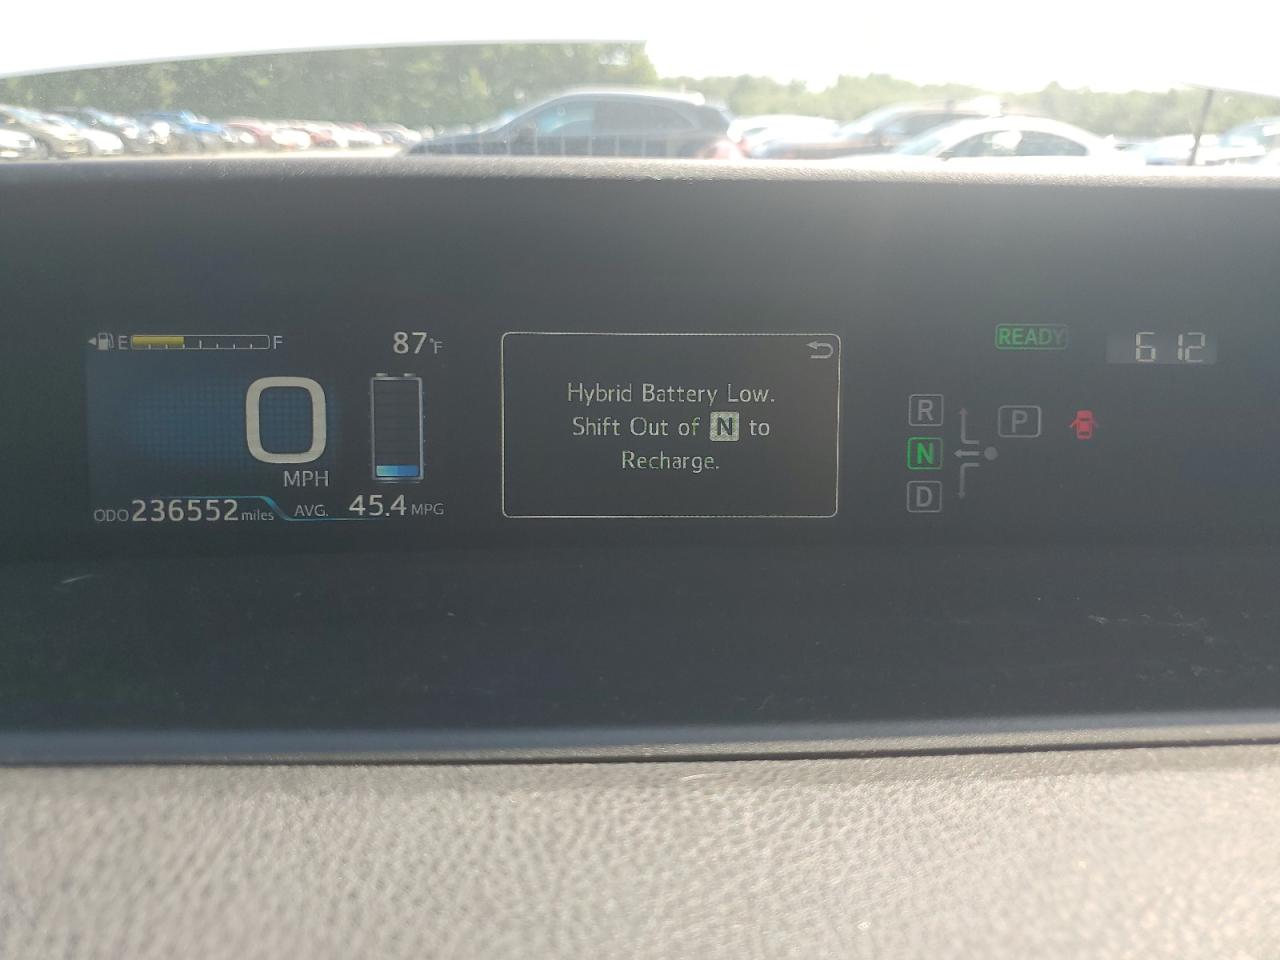 E F
87°F
0
MPH
ODO 236552 miles
AVG. 45.4 MPG
Hybrid Battery Low.
Shift Out of N to
Recharge.
READY
6 12
R
P
N
D